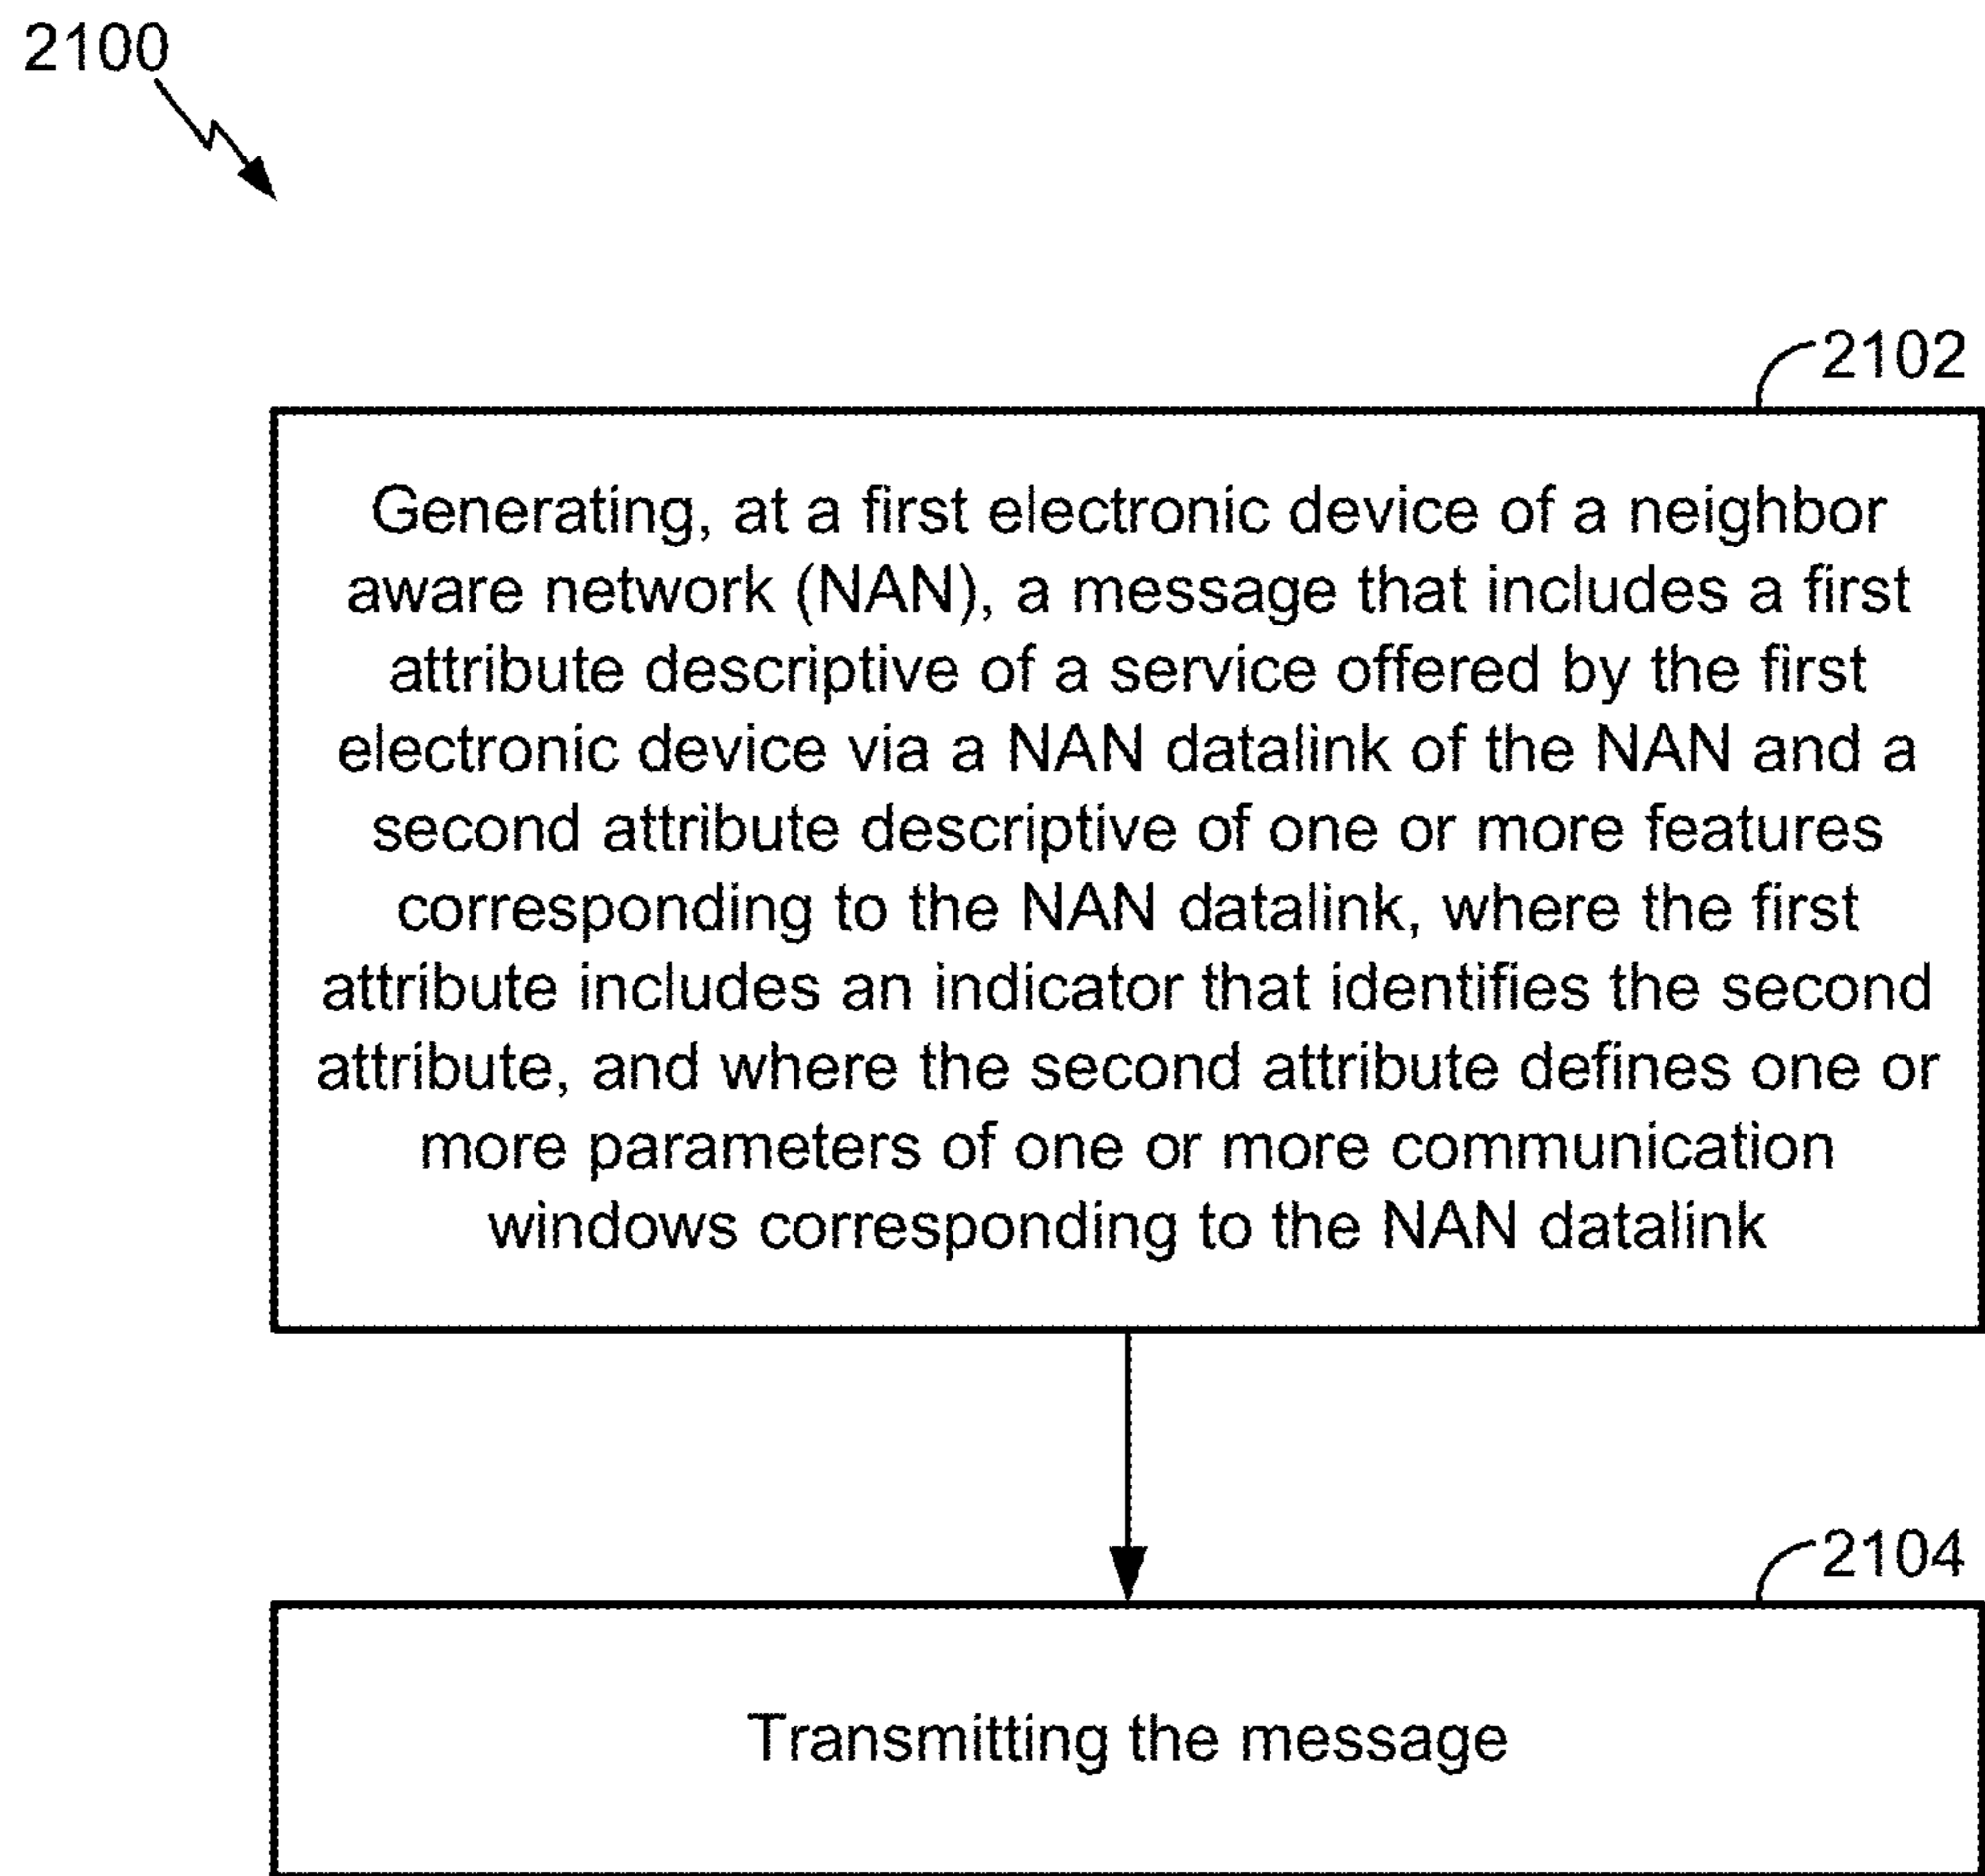 2100
2102
Generating, at a first electronic device of a neighbor
aware network (NAN), a message that includes a first
attribute descriptive of a service offered by the first
electronic device via a NAN datalink of the NAN and a
second attribute descriptive of one or more features
corresponding to the NAN datalink, where the first
attribute includes an indicator that identifies the second
attribute, and where the second attribute defines one or
more parameters of one or more communication
windows corresponding to the NAN datalink
2104
Transmitting the message